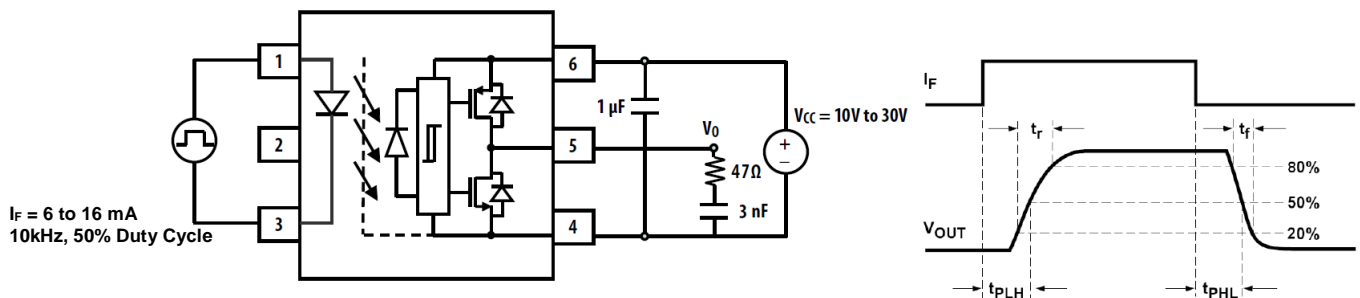 1
2
3
6
5
4
1 µF
V0
47Ω
3 nF
VCC = 10V to 30V
+
−
IF = 6 to 16 mA
10kHz, 50% Duty Cycle
IF
tr
tf
80%
50%
20%
VOUT
tPLH
tPHL